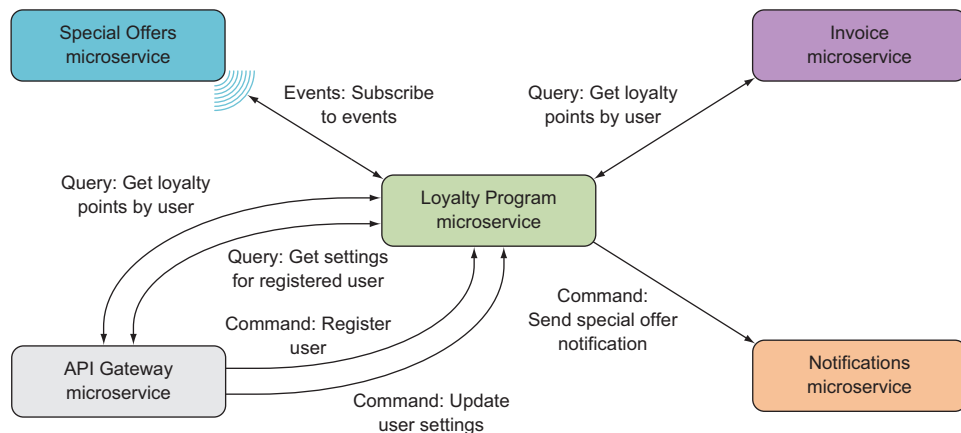 Special Offers
microservice
Invoice
microservice
Events: Subscribe
to events
Query: Get loyalty
points by user
Query: Get loyalty
points by user
Loyalty Program
microservice
Query: Get settings
for registered user
Command: Register
user
Command:
Send special offer
notification
API Gateway
microservice
Notifications
microservice
Command: Update
user settings